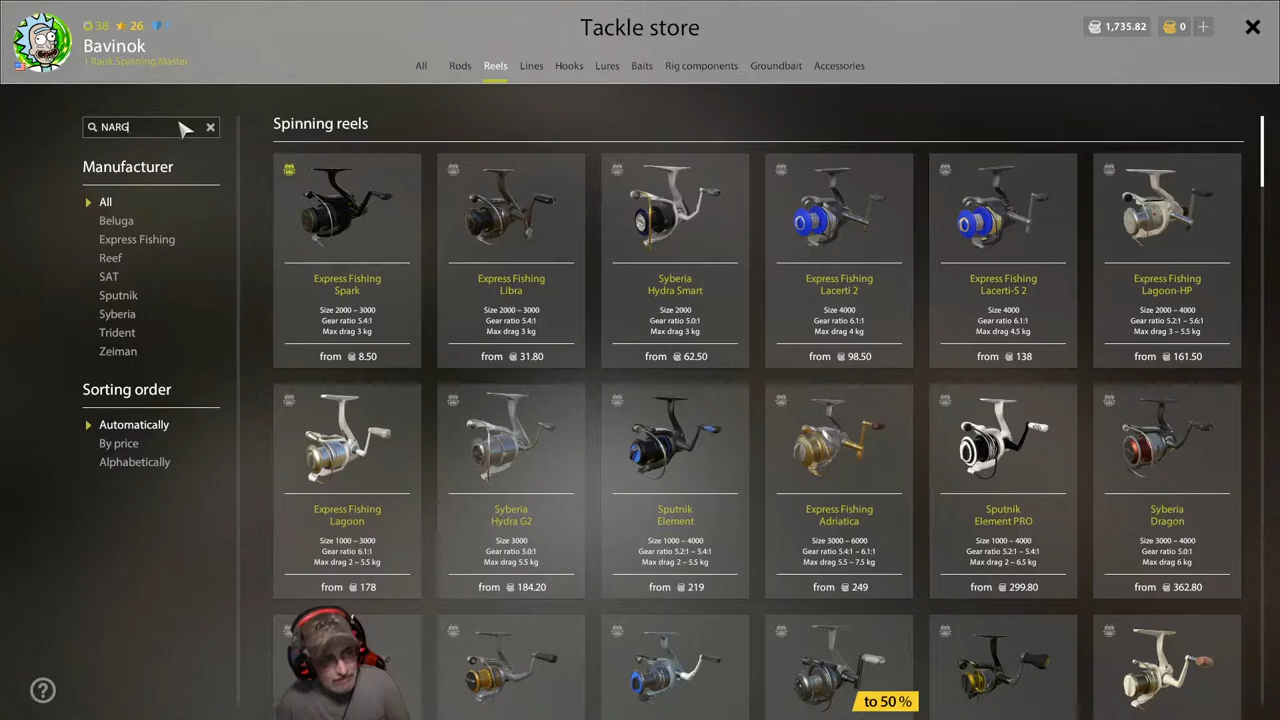 38 26
Bavinok
1 Rank Spinning Master
Tackle store
1,735.82
0
All Rods Reels Lines Hooks Lures Baits Rig components Groundbait Accessories
NARG
Manufacturer
All
Beluga
Express Fishing
Reef
SAT
Sputnik
Syberia
Trident
Zeiman
Sorting order
Automatically
By price
Alphabetically
Spinning reels
Express Fishing
Spark
Size 2000 – 3000
Gear ratio 5.4:1
Max drag 3 kg
from 8.50
Express Fishing
Libra
Size 2000 – 3000
Gear ratio 5.4:1
Max drag 3 kg
from 31.80
Syberia
Hydra Smart
Size 2000
Gear ratio 5.0:1
Max drag 3 kg
from 62.50
Express Fishing
Lacerti 2
Size 4000
Gear ratio 6.1:1
Max drag 4 kg
from 98.50
Express Fishing
Lacerti-S 2
Size 4000
Gear ratio 6.1:1
Max drag 4.5 kg
from 138
Express Fishing
Lagoon-HP
Size 2000 – 4000
Gear ratio 5.2:1 – 5.6:1
Max drag 3 – 5.5 kg
from 161.50
Express Fishing
Lagoon
Size 1000 – 3000
Gear ratio 6.1:1
Max drag 2 – 5.5 kg
from 178
Syberia
Hydra G2
Size 3000
Gear ratio 5.0:1
Max drag 5.5 kg
from 184.20
Sputnik
Element
Size 1000 – 4000
Gear ratio 5.2:1 – 5.4:1
Max drag 2 – 5.5 kg
from 219
Express Fishing
Adriatica
Size 3000 – 6000
Gear ratio 5.4:1 – 6.1:1
Max drag 5.5 – 7.5 kg
from 249
Sputnik
Element PRO
Size 1000 – 4000
Gear ratio 5.2:1 – 5.4:1
Max drag 2 – 6.5 kg
from 299.80
Syberia
Dragon
Size 3000 – 4000
Gear ratio 5.0:1
Max drag 6 kg
from 362.80
to 50 %
?